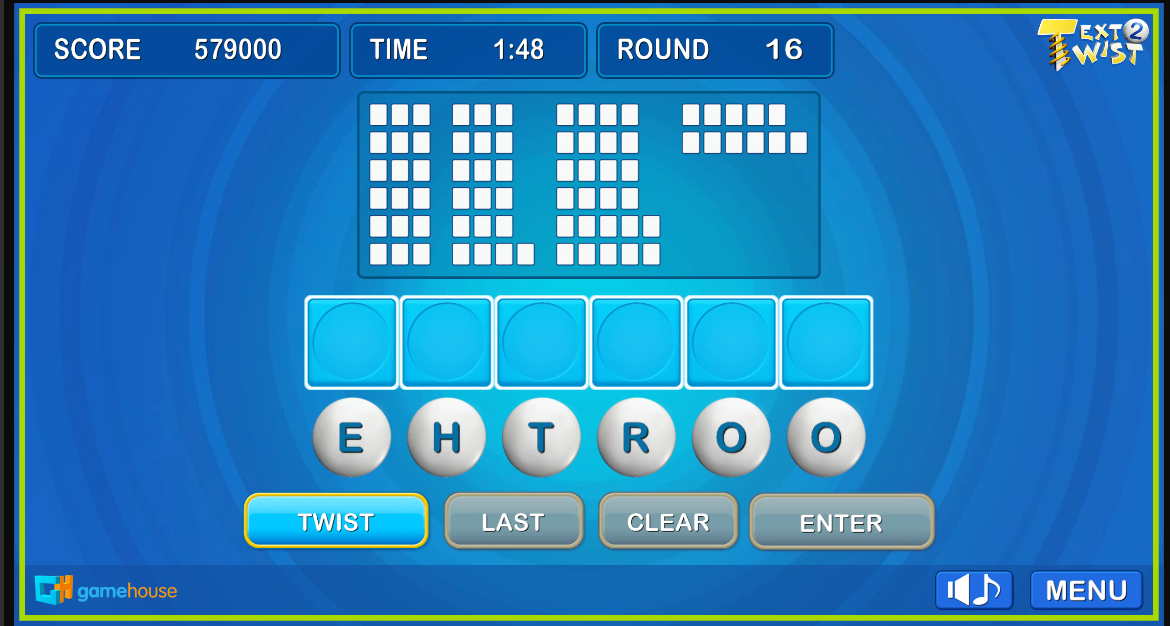 SCORE 579000 TIME 1:48 ROUND 16
TEXT TWIST 2
E H T R O O
TWIST LAST CLEAR ENTER
gamehouse MENU